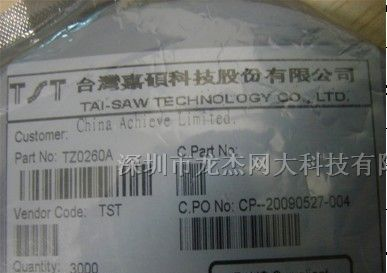 TST 台灣嘉碩科技股份有限公司
TAI-SAW TECHNOLOGY CO., LTD.
Customer: China Achieve Limited.
Part No: TZ0260A C.Part No:
深圳市龙杰网大科技有限
Vendor Code: TST C.PO No: CP--20090527-004
Quantity: 3000